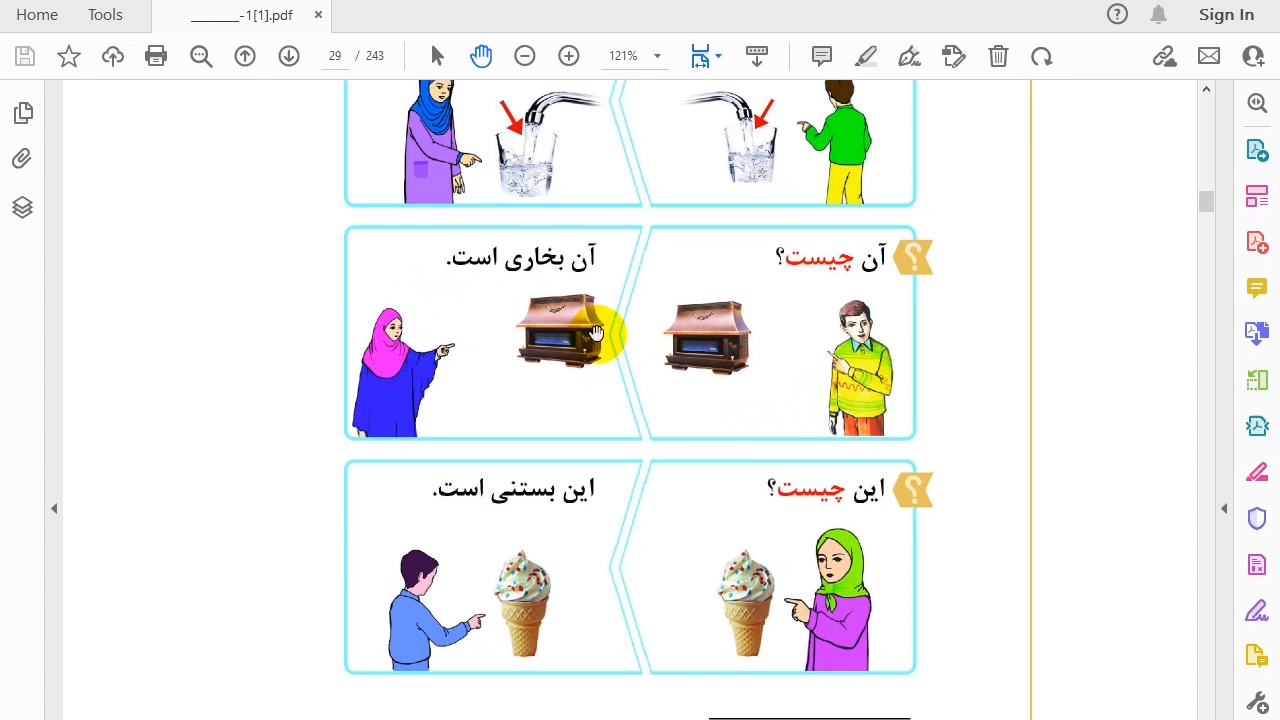 Home Tools ________-1[1].pdf × Sign In
29 / 243 121%
آن چیست؟
آن بخاری است.
این چیست؟
این بستنی است.